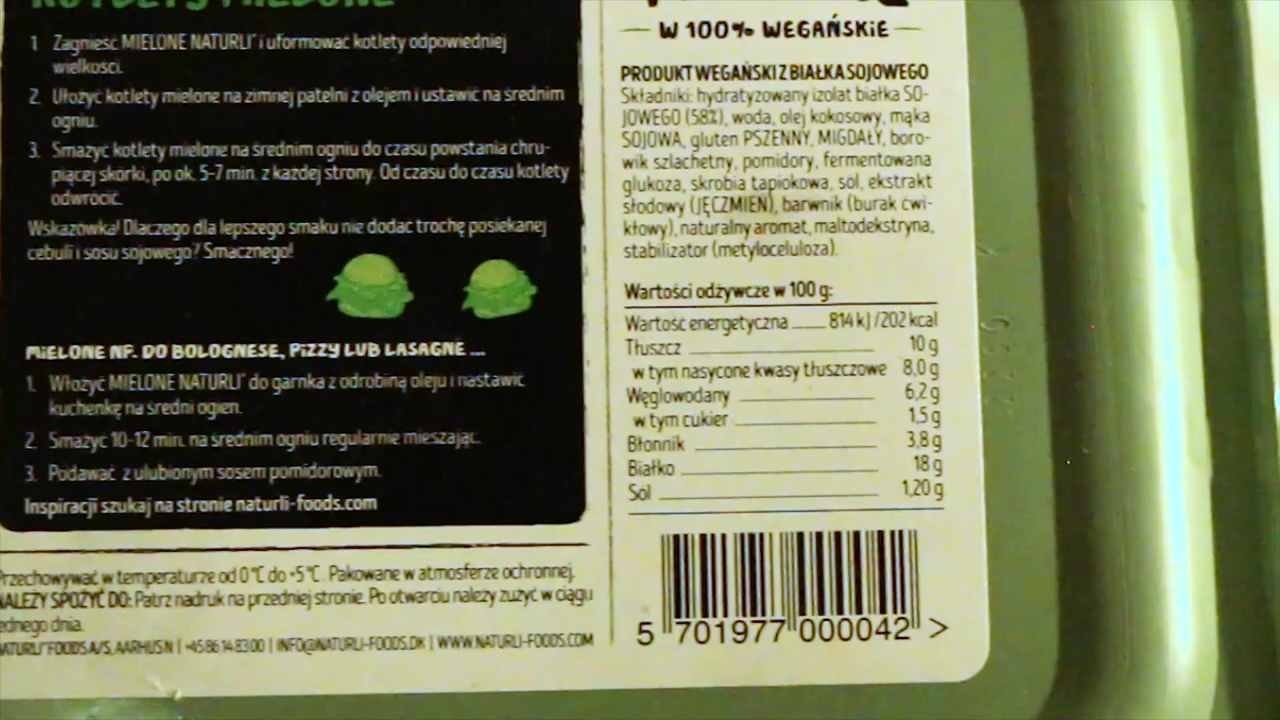 KOTLETY MIELONE
1 Zagnieść MIELONE NATURLI' i uformować kotlety odpowiedniej
wielkości.
2. Ułożyć kotlety mielone na zimnej patelni z olejem i ustawić na średnim
ogniu.
3. Smażyć kotlety mielone na średnim ogniu do czasu powstania chru-
piącej skórki, po ok. 5-7 min. z każdej strony. Od czasu do czasu kotlety
odwrócić.
Wskazówka! Dlaczego dla lepszego smaku nie dodać trochę posiekanej
cebuli i sosu sojowego? Smacznego!
MIELONE NP. DO BOLOGNESE, PIZZY LUB LASAGNE ...
1. Włożyć MIELONE NATURLI' do garnka z odrobiną oleju i nastawić
kuchenkę na średni ogień.
2. Smażyć 10-12 min. na średnim ogniu regularnie mieszając.
3. Podawać z ulubionym sosem pomidorowym.
Inspiracji szukaj na stronie naturli-foods.com
Przechowywać w temperaturze od 0 °C do +5 °C. Pakowane w atmosferze ochronnej.
NALEŻY SPOŻYĆ DO: Patrz nadruk na przedniej stronie. Po otwarciu należy zużyć w ciągu
jednego dnia.
NATURLI' FOODS A/S, AARHUS N | +45 86 14 83 00 | INFO@NATURLI-FOODS.DK | WWW.NATURLI-FOODS.COM
W 100% WEGAŃSKIE
PRODUKT WEGAŃSKI Z BIAŁKA SOJOWEGO
Składniki: hydratyzowany izolat białka SO-
JOWEGO (58%), woda, olej kokosowy, mąka
SOJOWA, gluten PSZENNY, MIGDAŁY, boro-
wik szlachetny, pomidory, fermentowana
glukoza, skrobia tapiokowa, sól, ekstrakt
słodowy (JĘCZMIEŃ), barwnik (burak ćwi-
kłowy), naturalny aromat, maltodekstryna,
stabilizator (metyloceluloza).
Wartości odżywcze w 100 g:
Wartość energetyczna 814 kJ /202 kcal
Tłuszcz 10 g
w tym nasycone kwasy tłuszczowe 8,0 g
Węglowodany 6,2 g
w tym cukier 1,5 g
Błonnik 3,8 g
Białko 18 g
Sól 1,20 g
5 701977 000042 >